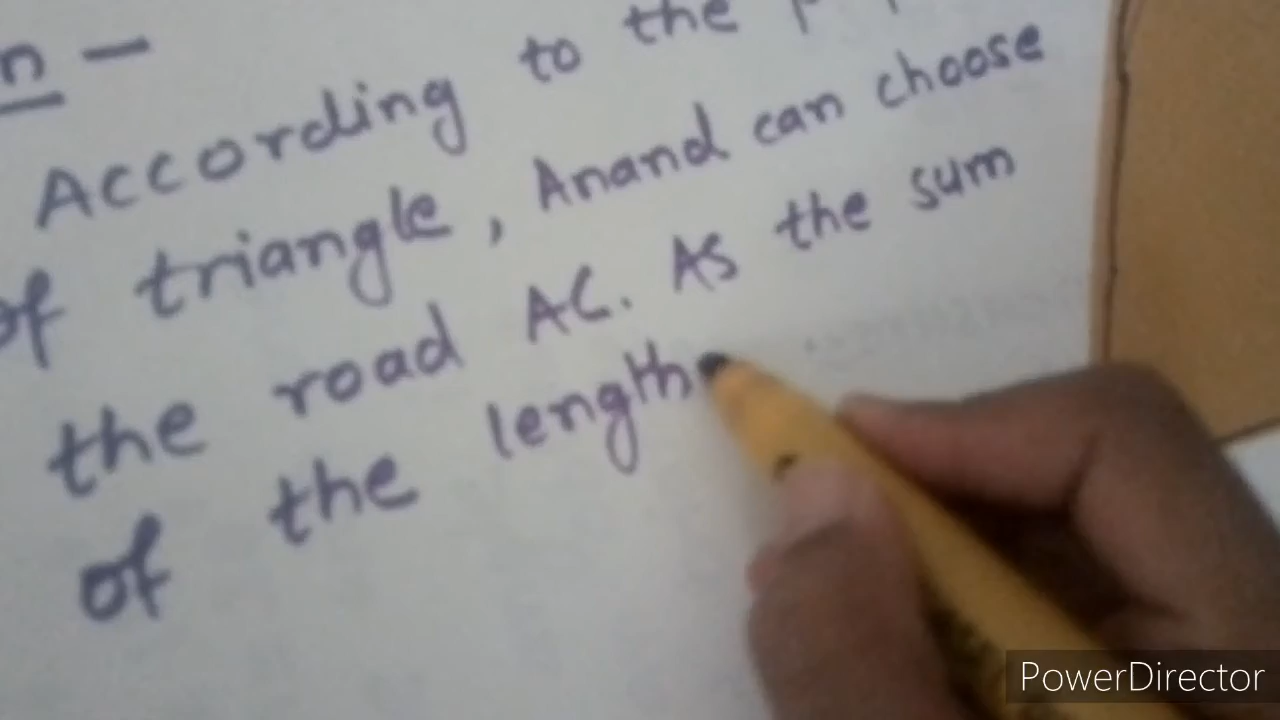 n -
According to the
of triangle, Anand can choose
the road AC. As the sum
of the length
PowerDirector